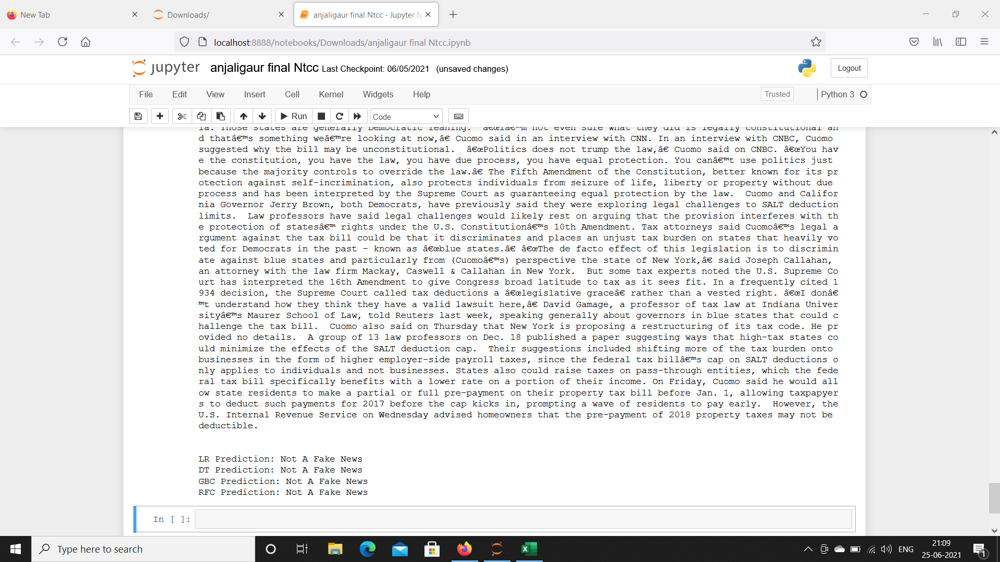 New Tab
Downloads/
anjaligaur final Ntcc - Jupyter N
localhost:8888/notebooks/Downloads/anjaligaur final Ntcc.ipynb
jupyter anjaligaur final Ntcc Last Checkpoint: 06/05/2021 (unsaved changes)
Logout
File Edit View Insert Cell Kernel Widgets Help
Trusted
Python 3
Run
Code
la. Those states are generally Democratic leaning.  â€œIâ€™m not even sure what they did is legally constitutional an
d thatâ€™s something weâ€™re looking at now,â€ Cuomo said in an interview with CNN. In an interview with CNBC, Cuomo
suggested why the bill may be unconstitutional.  â€œPolitics does not trump the law,â€ Cuomo said on CNBC. â€œYou hav
e the constitution, you have the law, you have due process, you have equal protection. You canâ€™t use politics just
because the majority controls to override the law.â€ The Fifth Amendment of the Constitution, better known for its pr
otection against self-incrimination, also protects individuals from seizure of life, liberty or property without due
process and has been interpreted by the Supreme Court as guaranteeing equal protection by the law.  Cuomo and Califor
nia Governor Jerry Brown, both Democrats, have previously said they were exploring legal challenges to SALT deduction
limits.  Law professors have said legal challenges would likely rest on arguing that the provision interferes with th
e protection of statesâ€™ rights under the U.S. Constitutionâ€™s 10th Amendment. Tax attorneys said Cuomoâ€™s legal a
rgument against the tax bill could be that it discriminates and places an unjust tax burden on states that heavily vo
ted for Democrats in the past - known as â€œblue states.â€ â€œThe de facto effect of this legislation is to discrimin
ate against blue states and particularly from (Cuomoâ€™s) perspective the state of New York,â€ said Joseph Callahan,
an attorney with the law firm Mackay, Caswell & Callahan in New York.  But some tax experts noted the U.S. Supreme Co
urt has interpreted the 16th Amendment to give Congress broad latitude to tax as it sees fit. In a frequently cited 1
934 decision, the Supreme Court called tax deductions a â€œlegislative graceâ€ rather than a vested right. â€œI donâ€
™t understand how they think they have a valid lawsuit here,â€ David Gamage, a professor of tax law at Indiana Univer
sityâ€™s Maurer School of Law, told Reuters last week, speaking generally about governors in blue states that could c
hallenge the tax bill.  Cuomo also said on Thursday that New York is proposing a restructuring of its tax code. He pr
ovided no details.  A group of 13 law professors on Dec. 18 published a paper suggesting ways that high-tax states co
uld minimize the effects of the SALT deduction cap.  Their suggestions included shifting more of the tax burden onto
businesses in the form of higher employer-side payroll taxes, since the federal tax billâ€™s cap on SALT deductions o
nly applies to individuals and not businesses. States also could raise taxes on pass-through entities, which the fede
ral tax bill specifically benefits with a lower rate on a portion of their income. On Friday, Cuomo said he would all
ow state residents to make a partial or full pre-payment on their property tax bill before Jan. 1, allowing taxpayer
s to deduct such payments for 2017 before the cap kicks in, prompting a wave of residents to pay early.  However, the
U.S. Internal Revenue Service on Wednesday advised homeowners that the pre-payment of 2018 property taxes may not be
deductible.
LR Prediction: Not A Fake News
DT Prediction: Not A Fake News
GBC Prediction: Not A Fake News
RFC Prediction: Not A Fake News
In [ ]:
Type here to search
ENG
21:09
25-06-2021
1